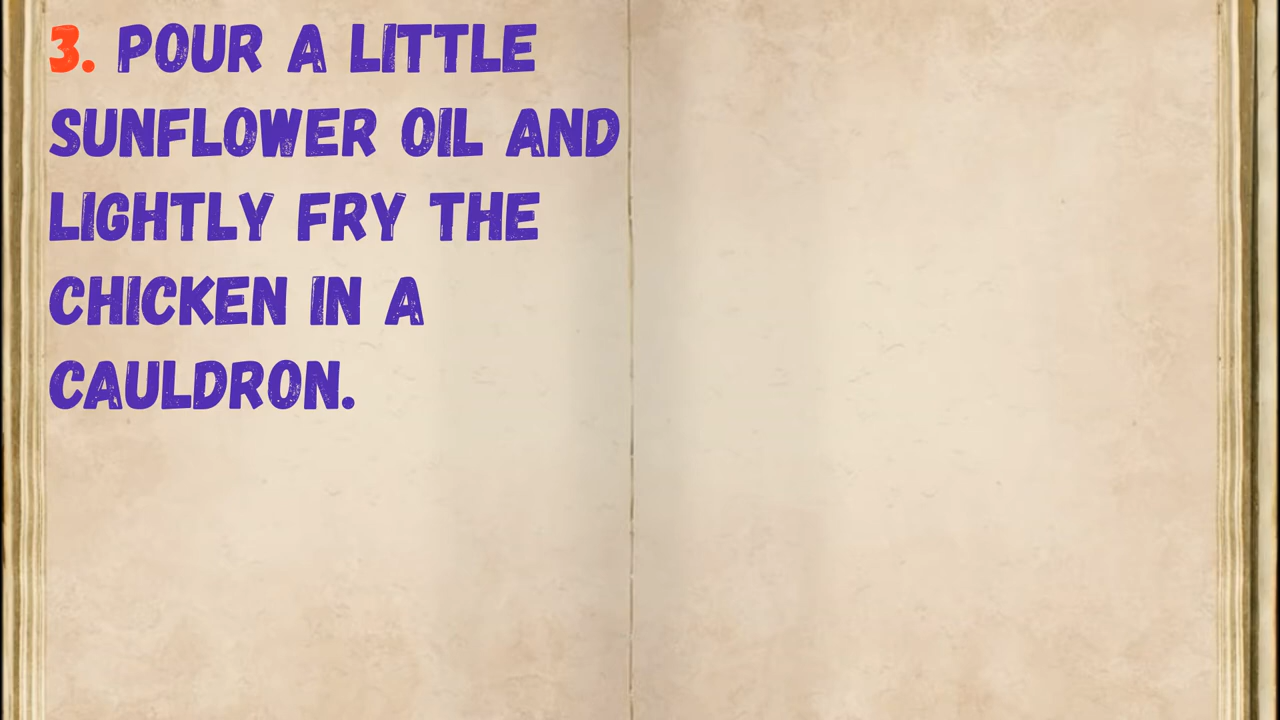 3. POUR A LITTLE
SUNFLOWER OIL AND
LIGHTLY FRY THE
CHICKEN IN A
CAULDRON.